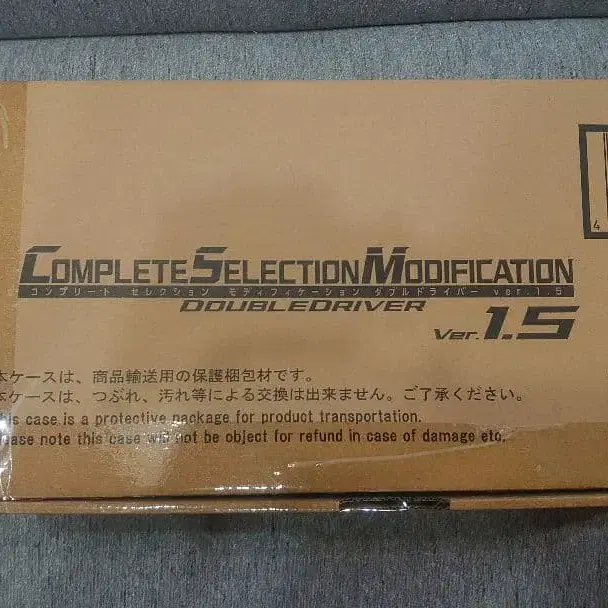 COMPLETE SELECTION MODIFICATION
コンプリート セレクション モディフィケーション ダブルドライバー ver.1.5
DOUBLEDRIVER
Ver.1.5
本ケースは、商品輸送用の保護梱包材です。
本ケースは、つぶれ、汚れ等による交換は出来ません。ご了承ください。
This case is a protective package for product transportation.
Please note this case will not be object for refund in case of damage etc.
4